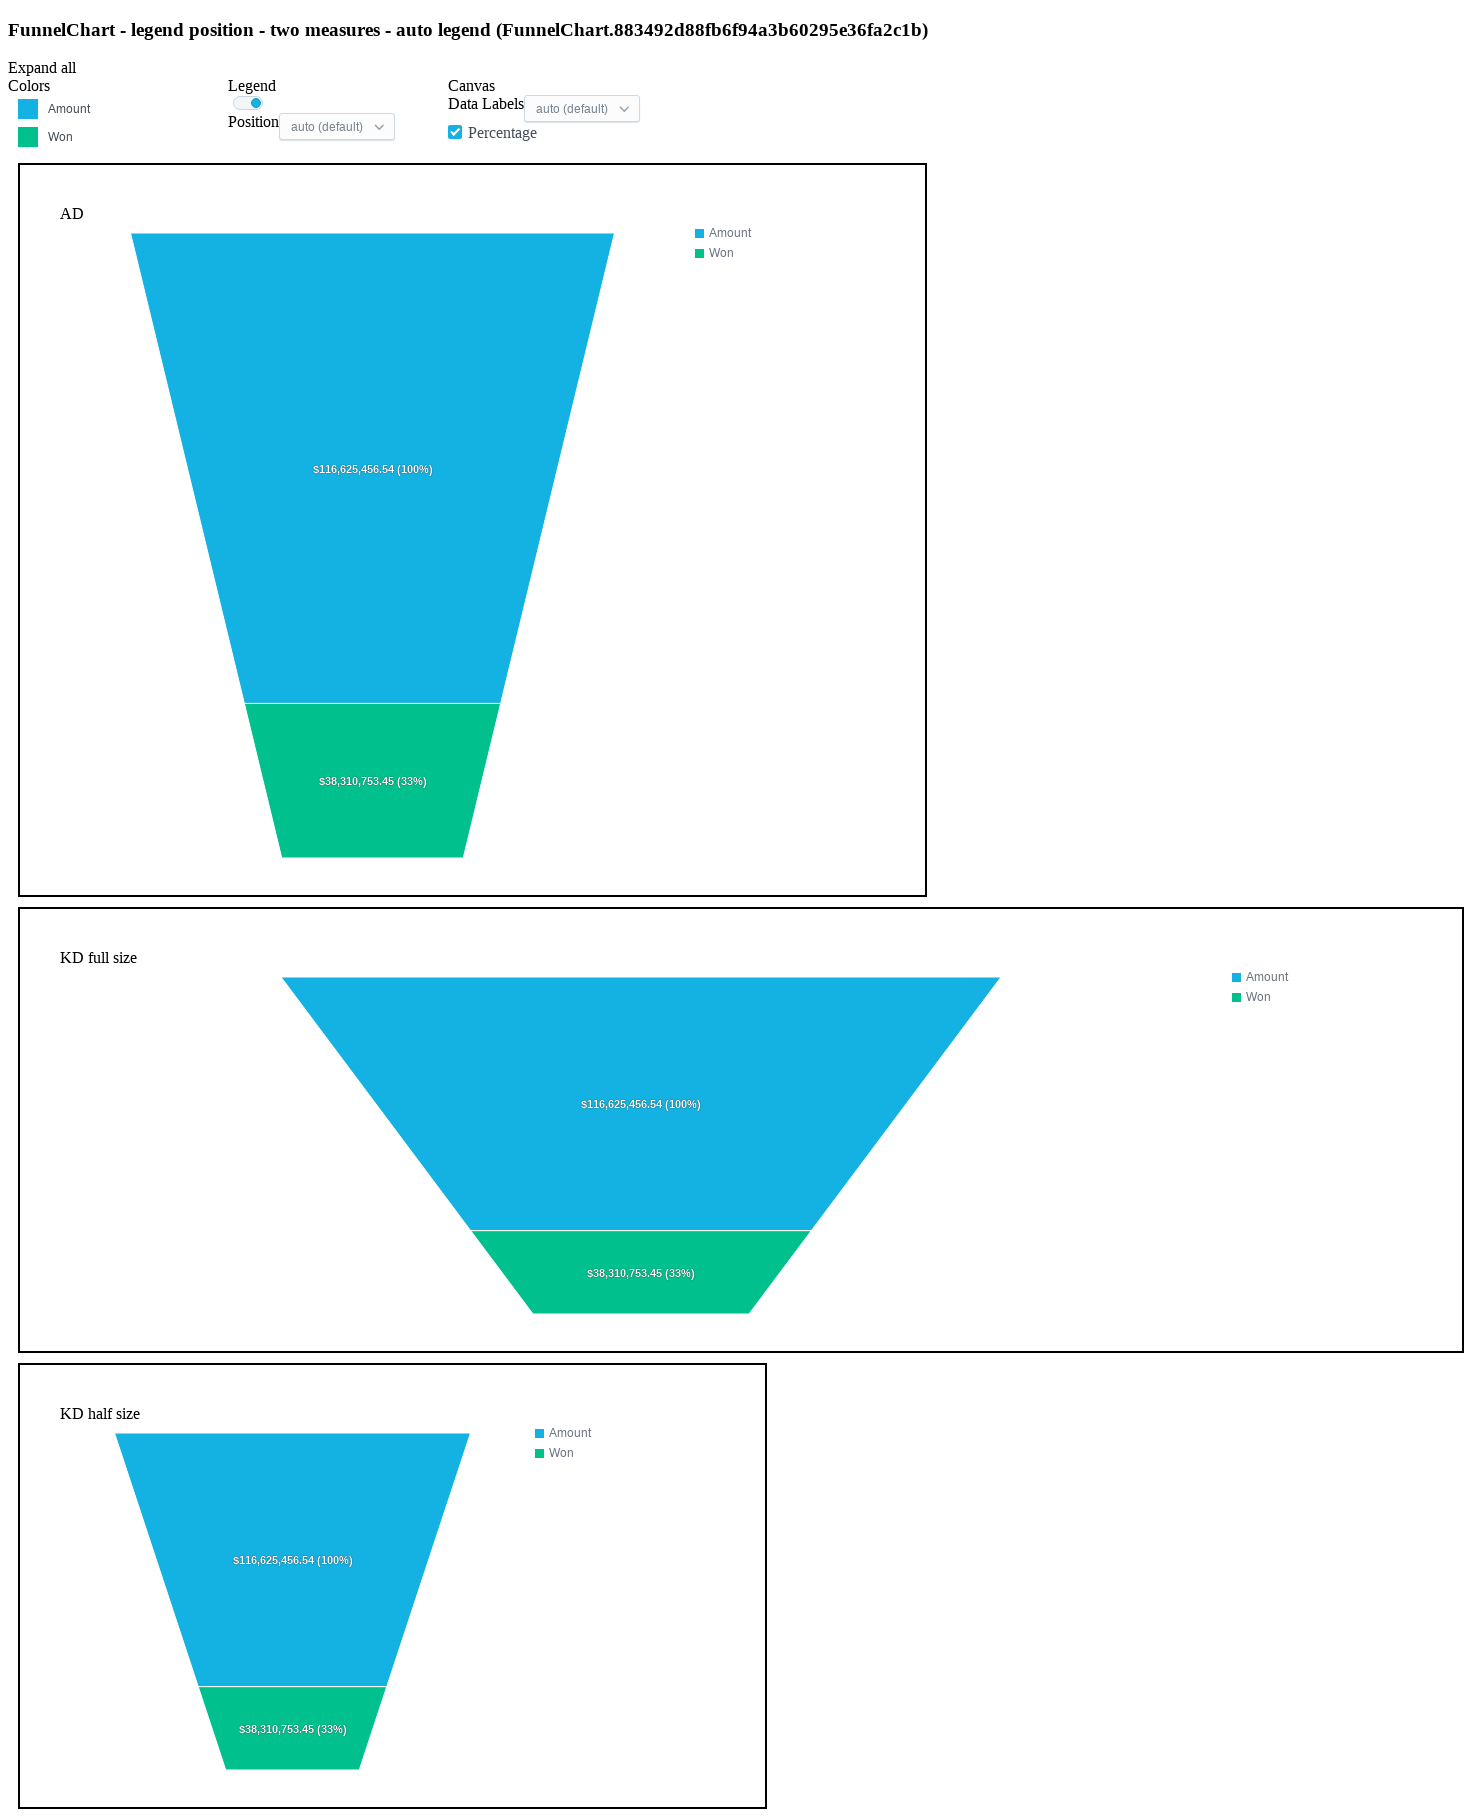 FunnelChart - legend position - two measures - auto legend (FunnelChart.883492d88fb6f94a3b60295e36fa2c1b)
Expand all
Colors
Amount
Won
Legend
Position auto (default)
Canvas
Data Labels auto (default)
Percentage
AD
Amount
Won
$116,625,456.54 (100%)
$38,310,753.45 (33%)
KD full size
Amount
Won
$116,625,456.54 (100%)
$38,310,753.45 (33%)
KD half size
Amount
Won
$116,625,456.54 (100%)
$38,310,753.45 (33%)